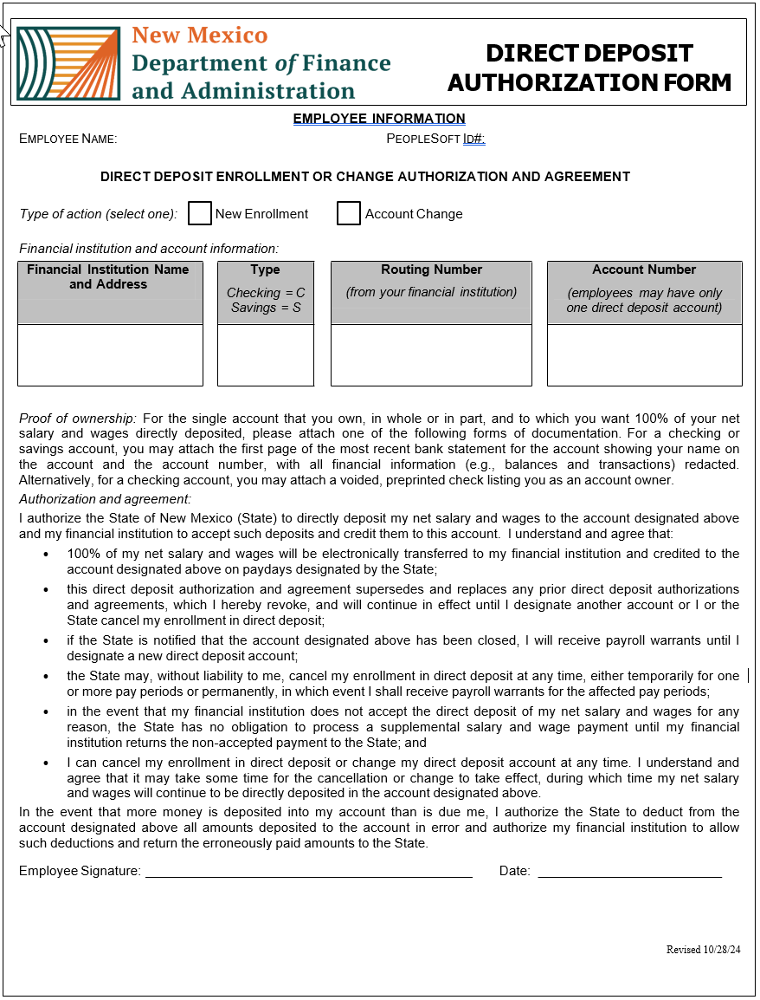 New Mexico
Department of Finance
and Administration
DIRECT DEPOSIT
AUTHORIZATION FORM
EMPLOYEE INFORMATION
EMPLOYEE NAME: PEOPLESOFT ID#:
DIRECT DEPOSIT ENROLLMENT OR CHANGE AUTHORIZATION AND AGREEMENT
Type of action (select one): New Enrollment Account Change
Financial institution and account information:
Financial Institution Name
and Address
Type
Checking = C
Savings = S
Routing Number
(from your financial institution)
Account Number
(employees may have only
one direct deposit account)
Proof of ownership: For the single account that you own, in whole or in part, and to which you want 100% of your net
salary and wages directly deposited, please attach one of the following forms of documentation. For a checking or
savings account, you may attach the first page of the most recent bank statement for the account showing your name on
the account and the account number, with all financial information (e.g., balances and transactions) redacted.
Alternatively, for a checking account, you may attach a voided, preprinted check listing you as an account owner.
Authorization and agreement:
I authorize the State of New Mexico (State) to directly deposit my net salary and wages to the account designated above
and my financial institution to accept such deposits and credit them to this account. I understand and agree that:
• 100% of my net salary and wages will be electronically transferred to my financial institution and credited to the
account designated above on paydays designated by the State;
• this direct deposit authorization and agreement supersedes and replaces any prior direct deposit authorizations
and agreements, which I hereby revoke, and will continue in effect until I designate another account or I or the
State cancel my enrollment in direct deposit;
• if the State is notified that the account designated above has been closed, I will receive payroll warrants until I
designate a new direct deposit account;
• the State may, without liability to me, cancel my enrollment in direct deposit at any time, either temporarily for one
or more pay periods or permanently, in which event I shall receive payroll warrants for the affected pay periods;
• in the event that my financial institution does not accept the direct deposit of my net salary and wages for any
reason, the State has no obligation to process a supplemental salary and wage payment until my financial
institution returns the non-accepted payment to the State; and
• I can cancel my enrollment in direct deposit or change my direct deposit account at any time. I understand and
agree that it may take some time for the cancellation or change to take effect, during which time my net salary
and wages will continue to be directly deposited in the account designated above.
In the event that more money is deposited into my account than is due me, I authorize the State to deduct from the
account designated above all amounts deposited to the account in error and authorize my financial institution to allow
such deductions and return the erroneously paid amounts to the State.
Employee Signature: Date:
Revised 10/28/24